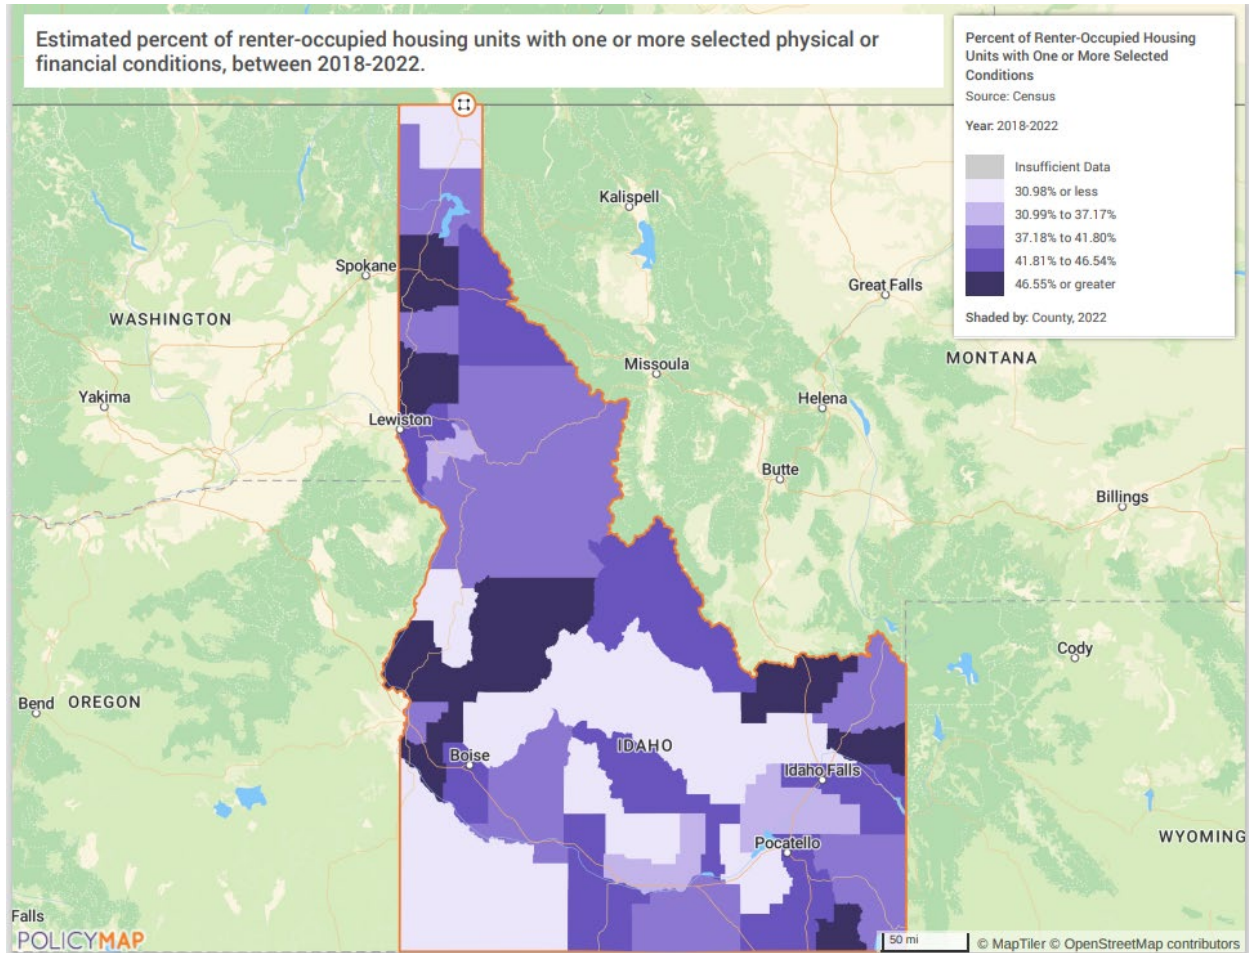 Estimated percent of renter-occupied housing units with one or more selected physical or
financial conditions, between 2018-2022.
Percent of Renter-Occupied Housing
Units with One or More Selected
Conditions
Source: Census
Year: 2018-2022
Insufficient Data
30.98% or less
30.99% to 37.17%
37.18% to 41.80%
41.81% to 46.54%
46.55% or greater
Shaded by: County, 2022
Kalispell
Spokane
Great Falls
WASHINGTON
MONTANA
Missoula
Yakima
Helena
Lewiston
Butte
Billings
Cody
Bend
OREGON
IDAHO
Boise
Idaho Falls
WYOMING
Pocatello
Falls
POLICYMAP
50 mi
© MapTiler © OpenStreetMap contributors